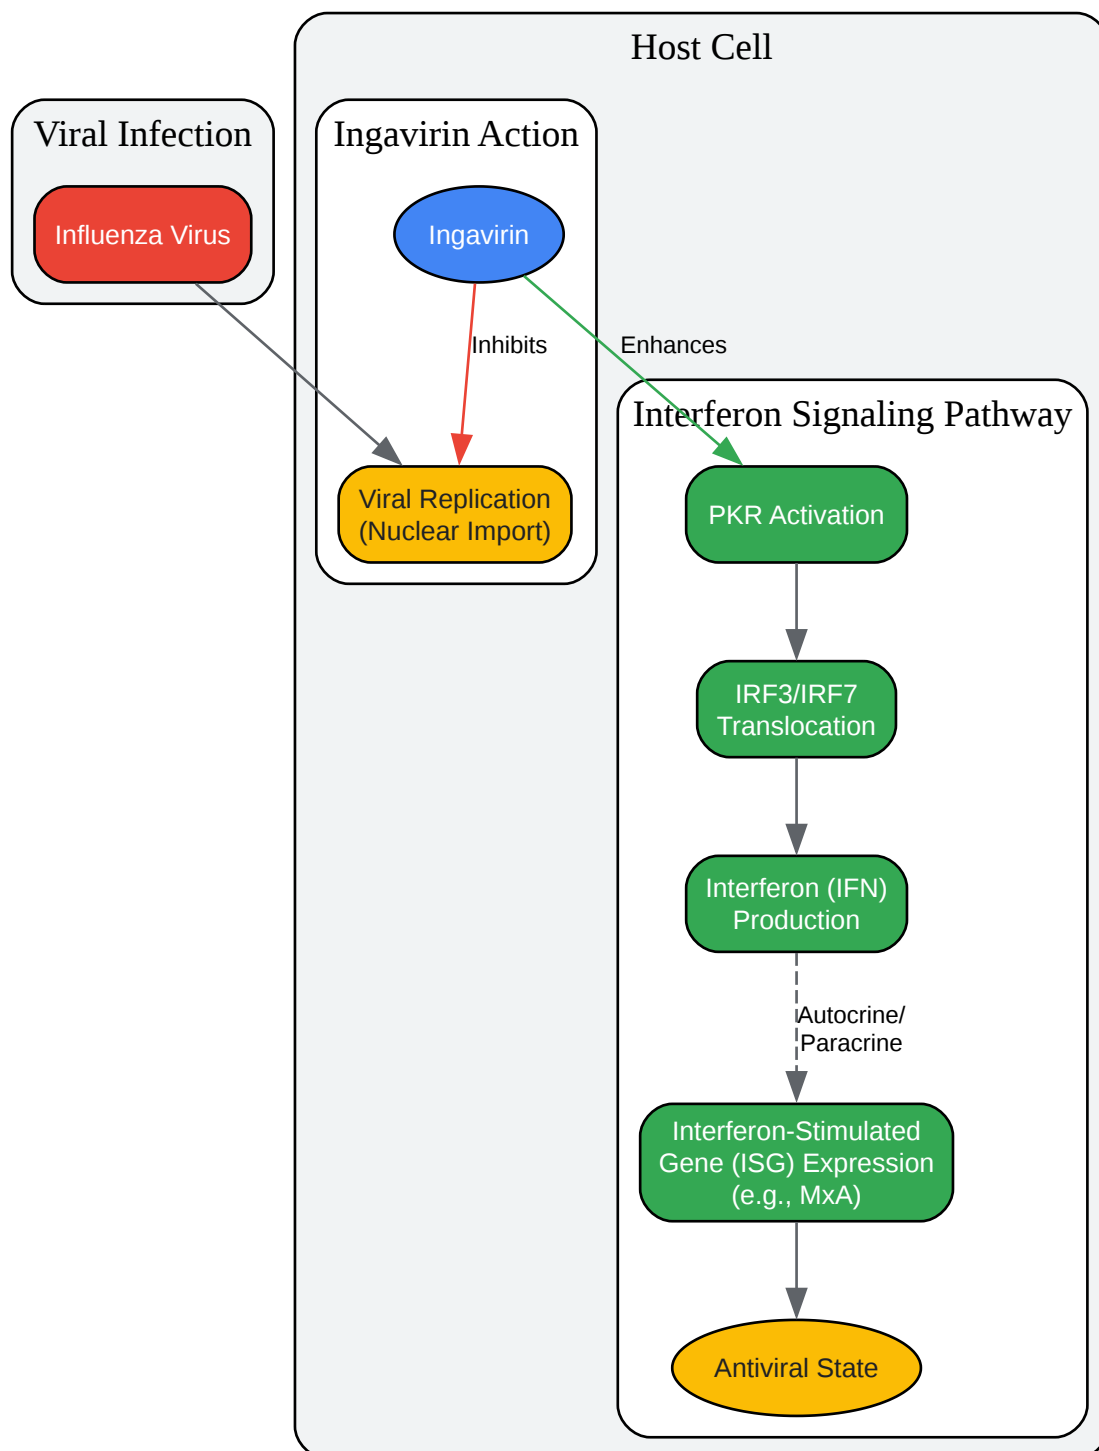 Host Cell
Viral Infection
Ingavirin Action
Influenza Virus
Ingavirin
Inhibits
Enhances
Interferon Signaling Pathway
Viral Replication
(Nuclear Import)
PKR Activation
IRF3/IRF7
Translocation
Interferon (IFN)
Production
Autocrine/
Paracrine
Interferon-Stimulated
Gene (ISG) Expression
(e.g., MxA)
Antiviral State